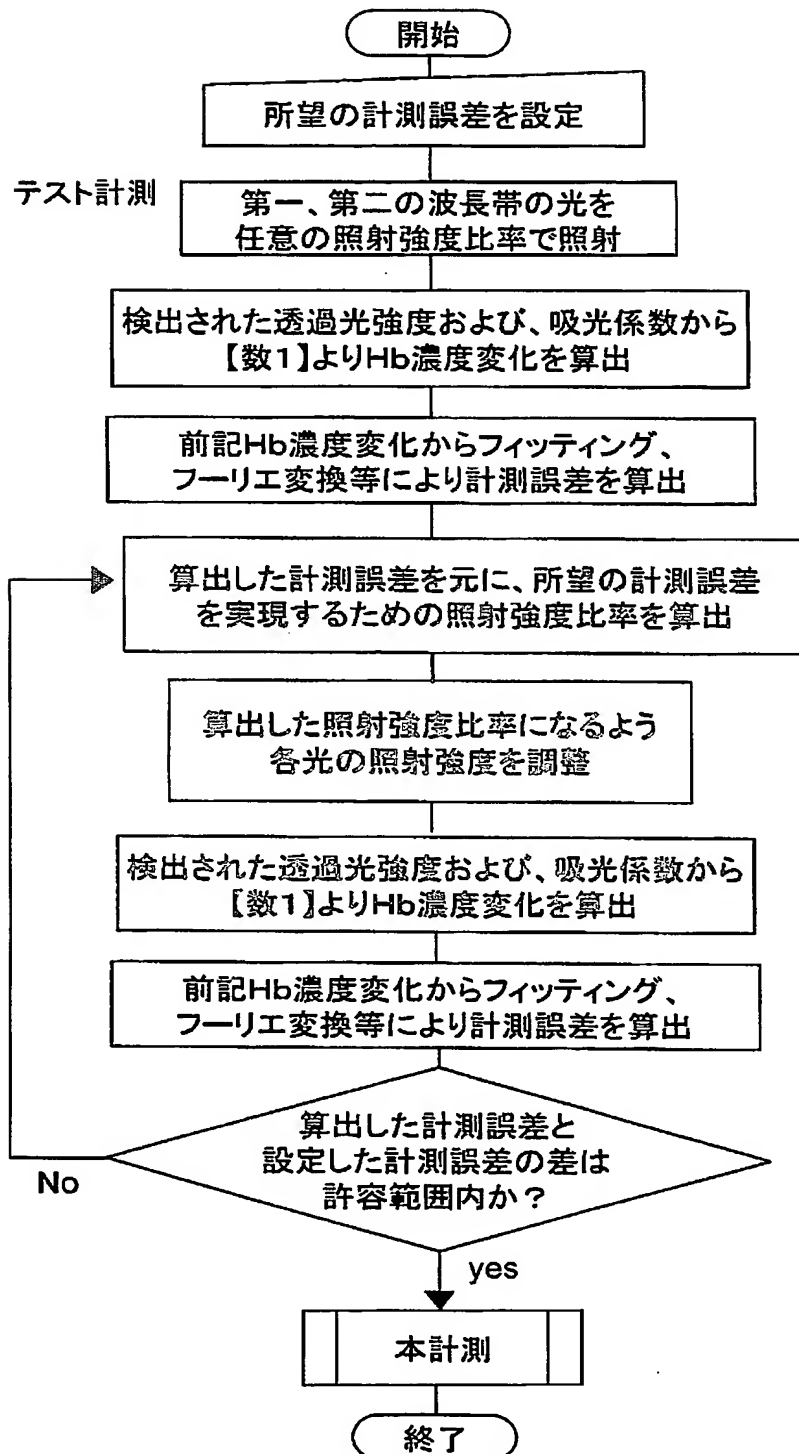 開始
所望の計測誤差を設定
テスト計測
第一、第二の波長帯の光を
任意の照射強度比率で照射
検出された透過光強度および、吸光係数から
【数1】よりHb濃度変化を算出
前記Hb濃度変化からフィッティング、
フーリエ変換等により計測誤差を算出
算出した計測誤差を元に、所望の計測誤差
を実現するための照射強度比率を算出
算出した照射強度比率になるよう
各光の照射強度を調整
検出された透過光強度および、吸光係数から
【数1】よりHb濃度変化を算出
前記Hb濃度変化からフィッティング、
フーリエ変換等により計測誤差を算出
算出した計測誤差と
設定した計測誤差の差は
許容範囲内か?
No
yes
本計測
終了